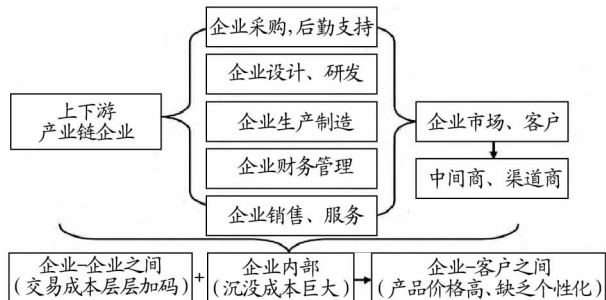 上下游
产业链企业
企业采购,后勤支持
企业设计、研发
企业生产制造
企业财务管理
企业销售、服务
企业市场、客户
中间商、渠道商
企业-企业之间
(交易成本层层加码)
+
企业内部
(沉没成本巨大)
企业-客户之间
(产品价格高、缺乏个性化)